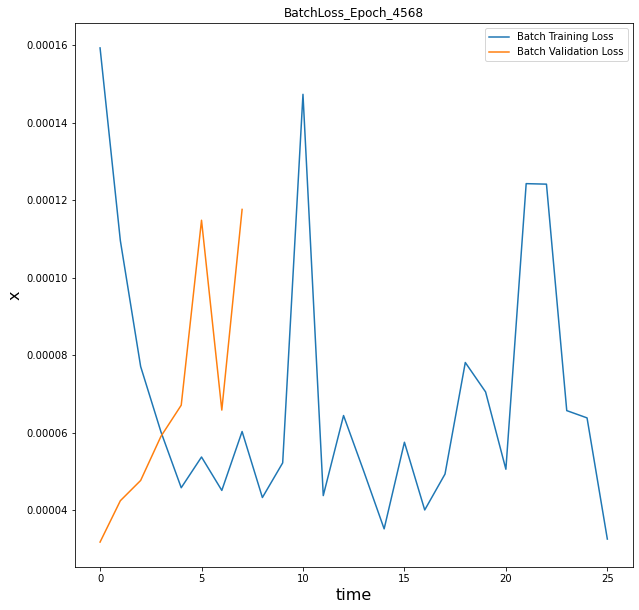 BatchLoss_Epoch_4568
Batch Training Loss
Batch Validation Loss
0.00016
0.00014
0.00012
0.00010
0.00008
0.00006
0.00004
x
0 5 10 15 20 25
time